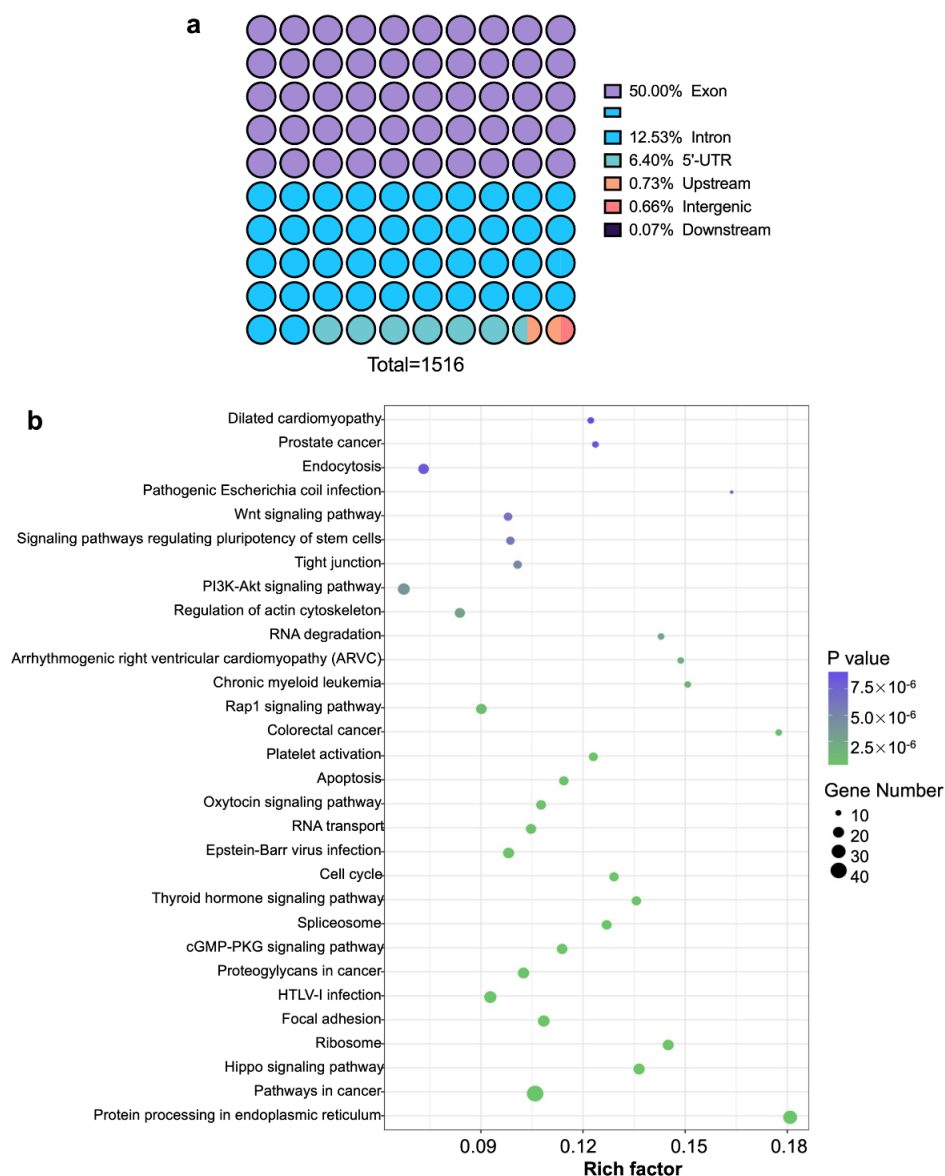 a
50.00% Exon
12.53% Intron
6.40% 5'-UTR
0.73% Upstream
0.66% Intergenic
0.07% Downstream
Total=1516
b
Dilated cardiomyopathy
Prostate cancer
Endocytosis
Pathogenic Escherichia coil infection
Wnt signaling pathway
Signaling pathways regulating pluripotency of stem cells
Tight junction
PI3K-Akt signaling pathway
Regulation of actin cytoskeleton
RNA degradation
Arrhythmogenic right ventricular cardiomyopathy (ARVC)
Chronic myeloid leukemia
Rap1 signaling pathway
Colorectal cancer
Platelet activation
Apoptosis
Oxytocin signaling pathway
RNA transport
Epstein-Barr virus infection
Cell cycle
Thyroid hormone signaling pathway
Spliceosome
cGMP-PKG signaling pathway
Proteogylycans in cancer
HTLV-I infection
Focal adhesion
Ribosome
Hippo signaling pathway
Pathways in cancer
Protein processing in endoplasmic reticulum
0.09 0.12 0.15 0.18
Rich factor
P value
7.5×10⁻⁶
5.0×10⁻⁶
2.5×10⁻⁶
Gene Number
10
20
30
40